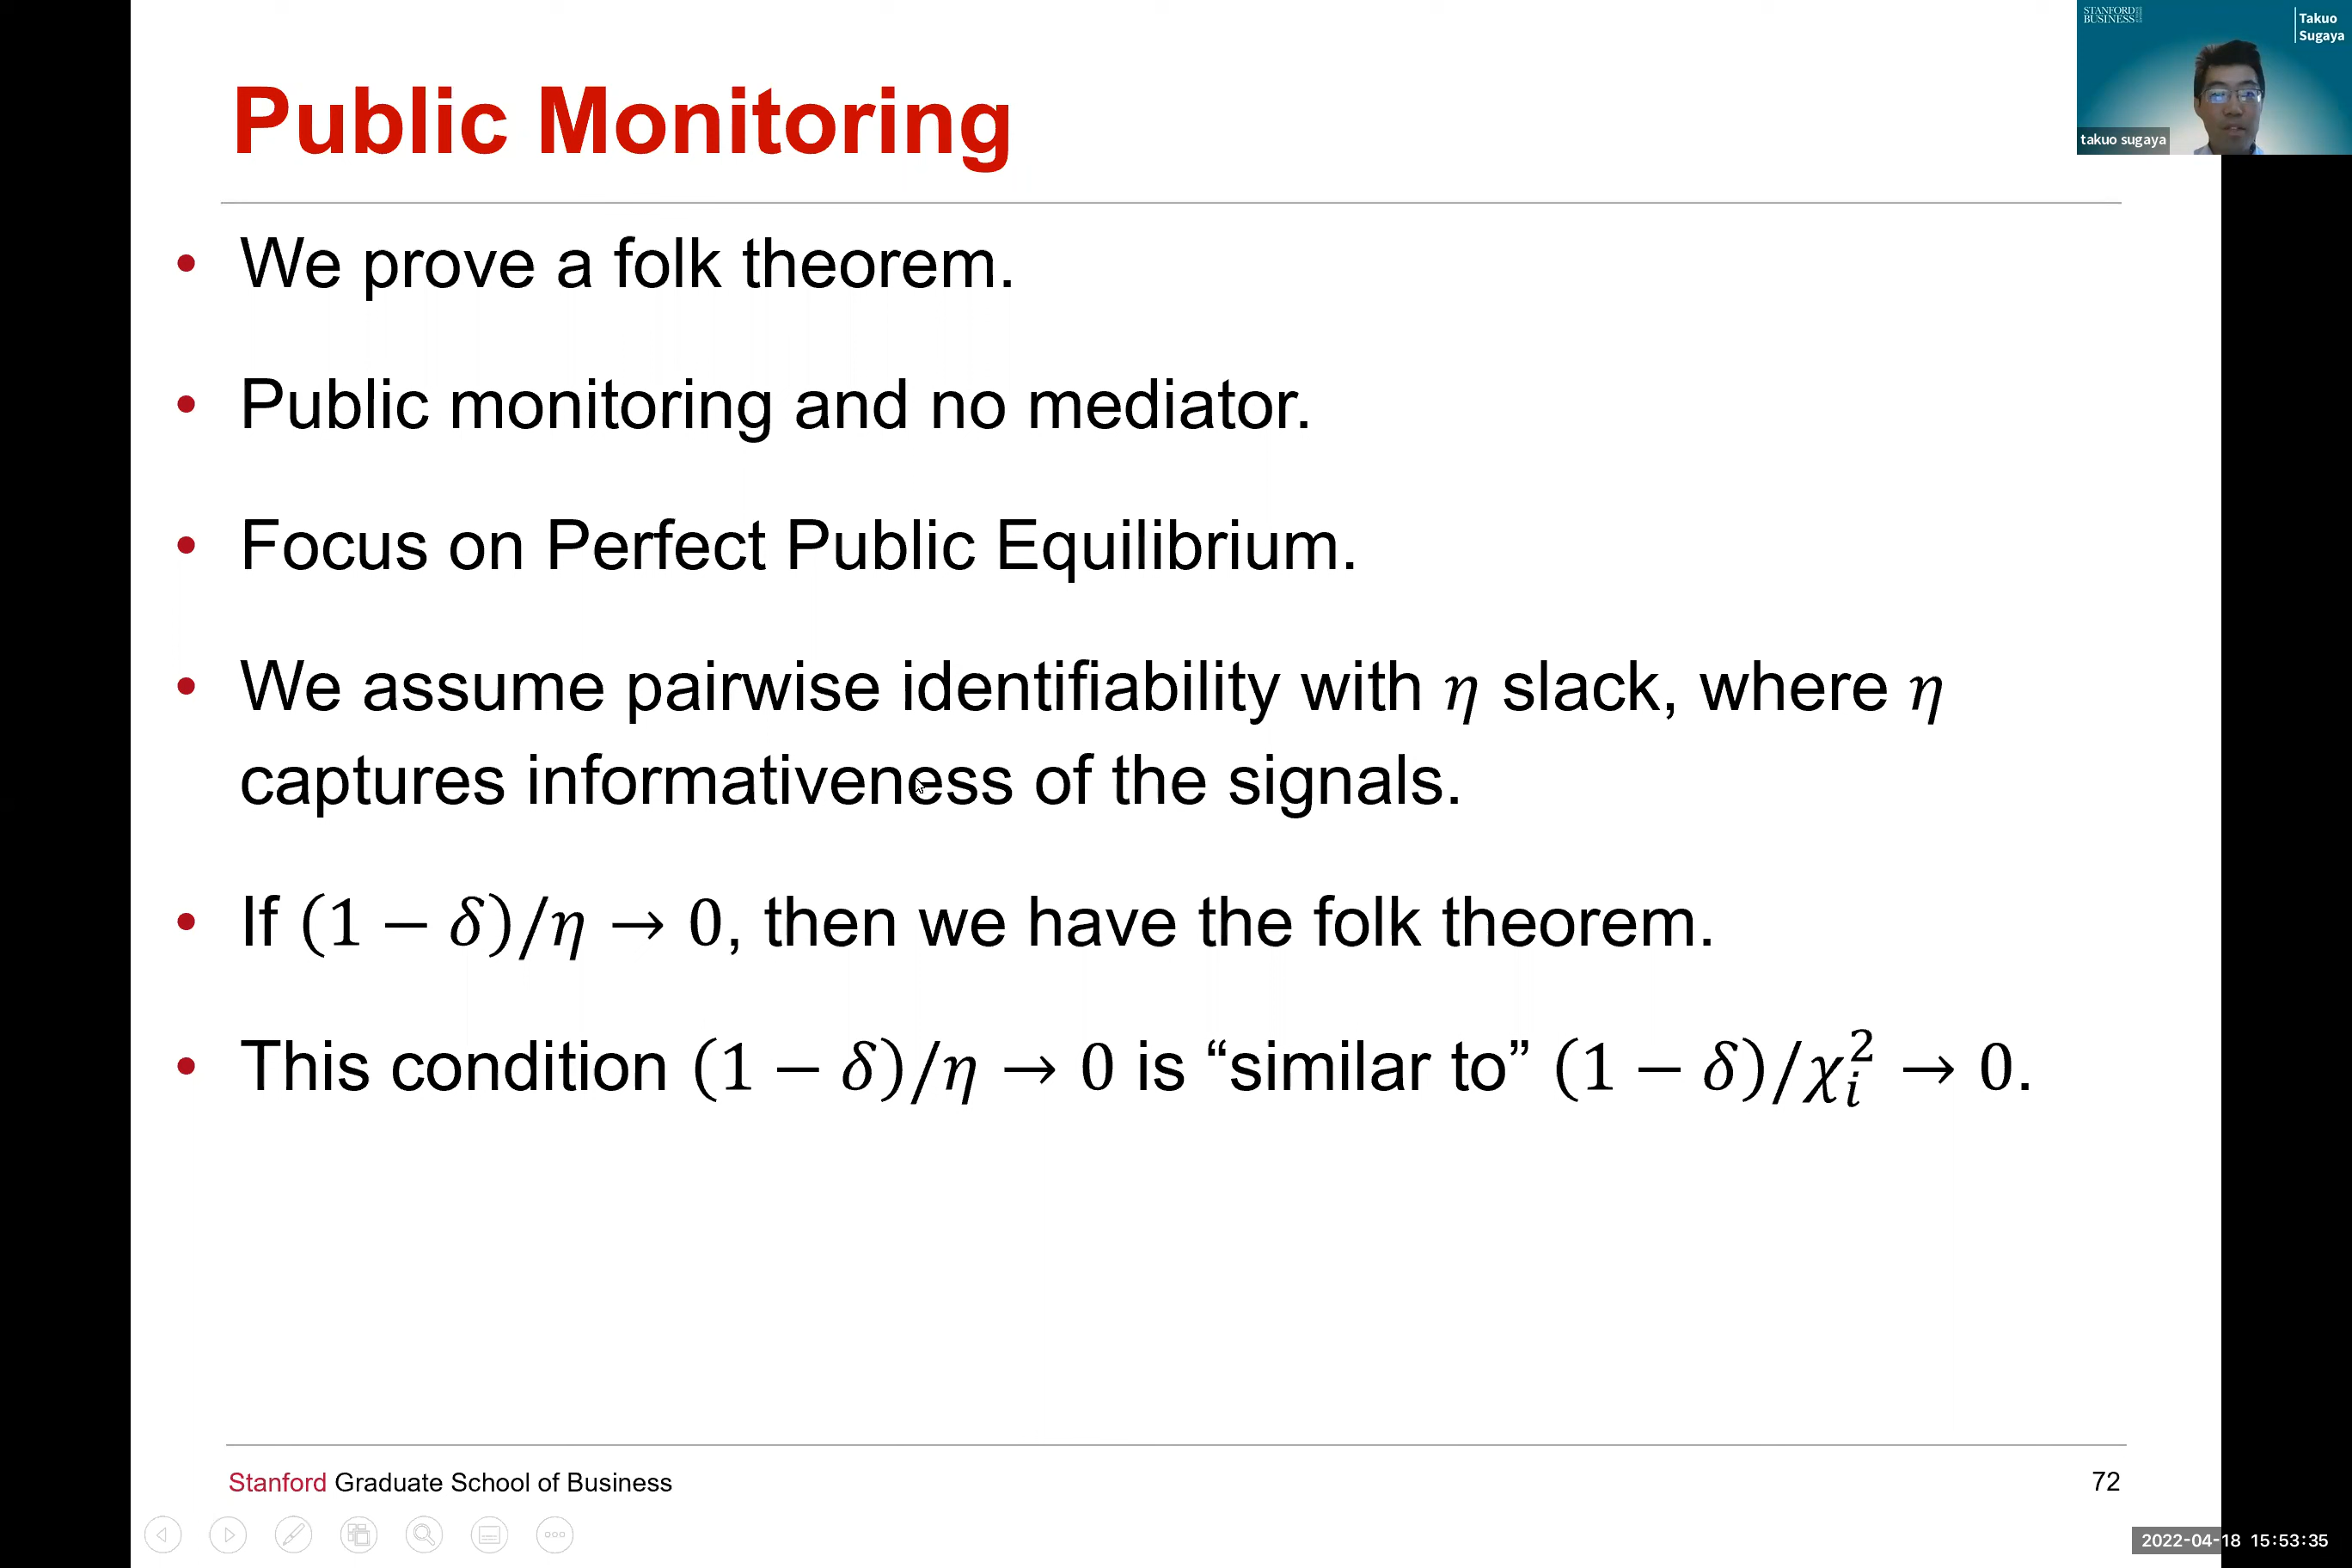 STANFORD
BUSINESS
Takuo
Sugaya
takuo sugaya
Public Monitoring
• We prove a folk theorem.
• Public monitoring and no mediator.
• Focus on Perfect Public Equilibrium.
• We assume pairwise identifiability with η slack, where η
captures informativeness of the signals.
• If (1 − δ)/η → 0, then we have the folk theorem.
• This condition (1 − δ)/η → 0 is “similar to” (1 − δ)/χᵢ² → 0.
Stanford Graduate School of Business
72
2022-04-18 15:53:35